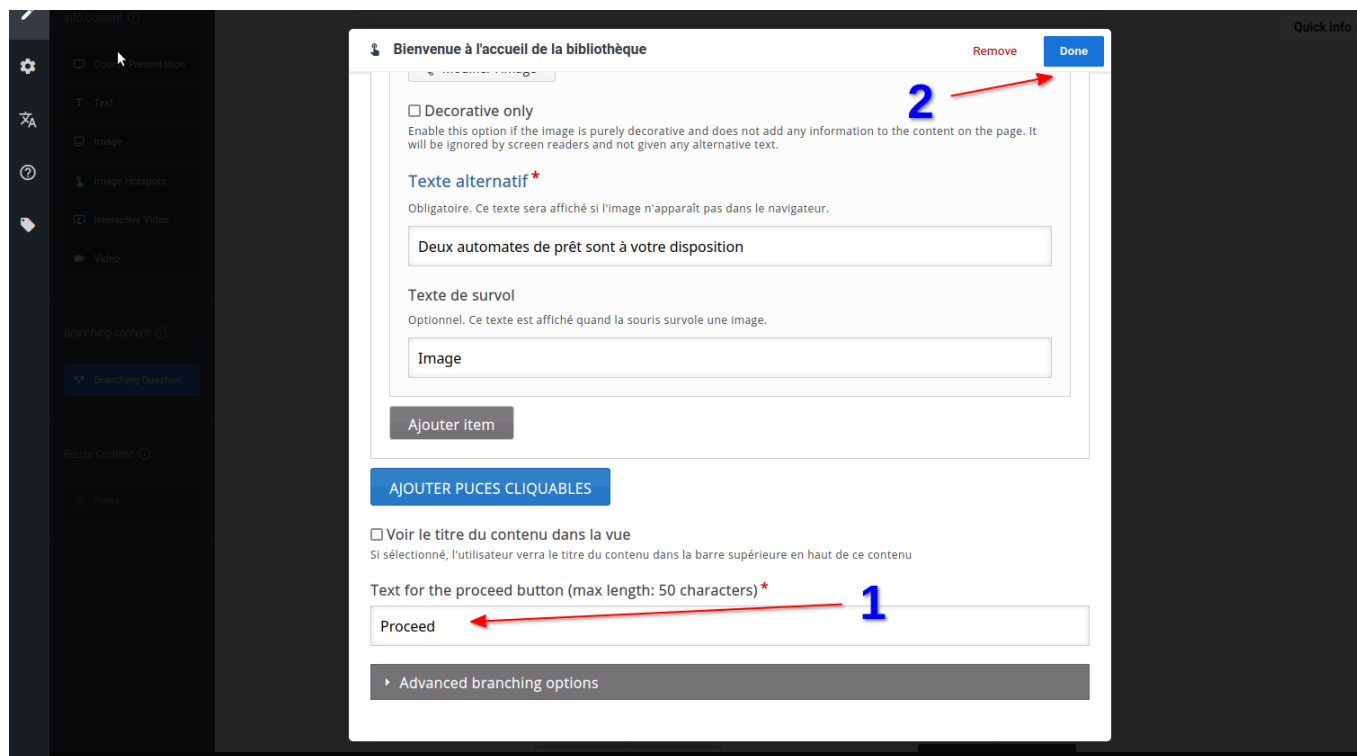 Info Content
Quick info
Bienvenue à l'accueil de la bibliothèque
Remove
Done
Course Presentation
2
Text
Decorative only
Enable this option if the image is purely decorative and does not add any information to the content on the page. It
will be ignored by screen readers and not given any alternative text.
Image
Texte alternatif *
Image Hotspots
Obligatoire. Ce texte sera affiché si l'image n'apparaît pas dans le navigateur.
Interactive Video
Deux automates de prêt sont à votre disposition
Video
Texte de survol
Optionnel. Ce texte est affiché quand la souris survole une image.
Branching content
Image
Branching Question
Ajouter item
Reuse Content
AJOUTER PUCES CLIQUABLES
Paste
Voir le titre du contenu dans la vue
Si sélectionné, l'utilisateur verra le titre du contenu dans la barre supérieure en haut de ce contenu
Text for the proceed button (max length: 50 characters) *
1
Proceed
Advanced branching options